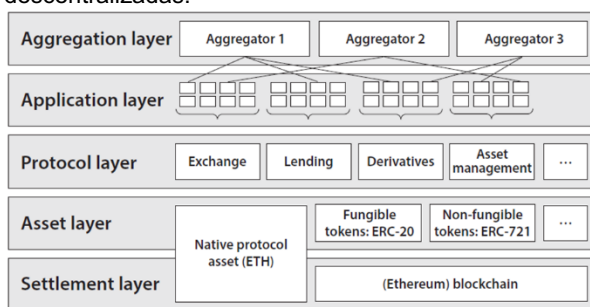 descentralizadas.
Aggregation layer
Aggregator 1
Aggregator 2
Aggregator 3
Application layer
Protocol layer
Exchange
Lending
Derivatives
Asset
management
...
Asset layer
Native protocol
asset (ETH)
Fungible
tokens: ERC-20
Non-fungible
tokens: ERC-721
...
Settlement layer
(Ethereum) blockchain